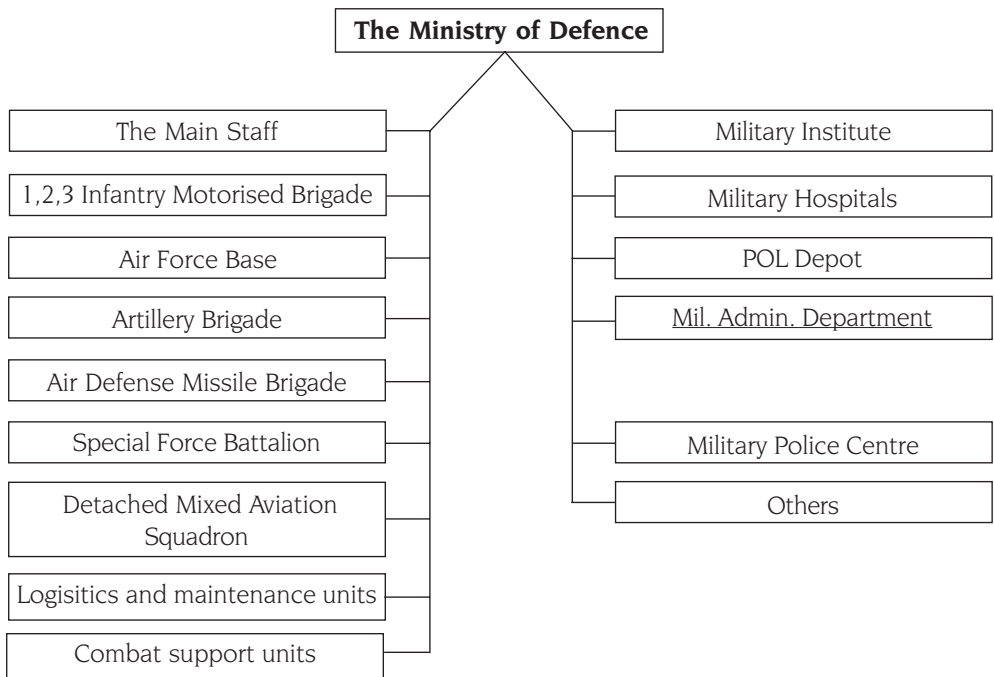 The Ministry of Defence
The Main Staff
1,2,3 Infantry Motorised Brigade
Air Force Base
Artillery Brigade
Air Defense Missile Brigade
Special Force Battalion
Detached Mixed Aviation
Squadron
Logisitics and maintenance units
Combat support units
Military Institute
Military Hospitals
POL Depot
Mil. Admin. Department
Military Police Centre
Others